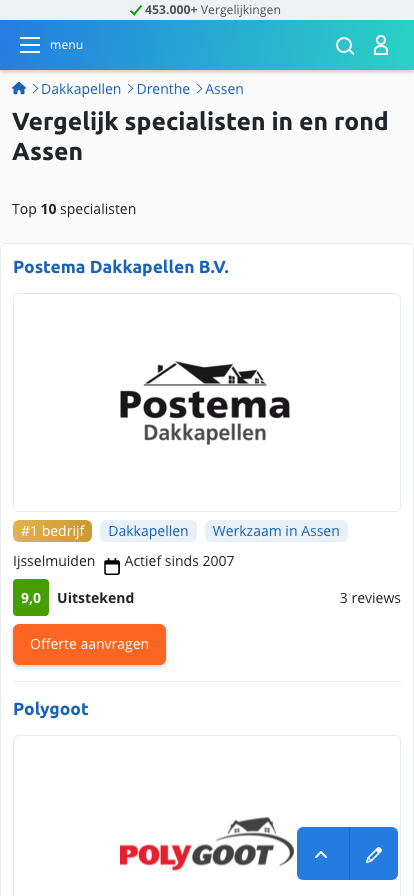 453.000+ Vergelijkingen
menu
Dakkapellen Drenthe Assen
Vergelijk specialisten in en rond
Assen
Top 10 specialisten
Postema Dakkapellen B.V.
Postema
Dakkapellen
#1 bedrijf Dakkapellen Werkzaam in Assen
Ijsselmuiden Actief sinds 2007
9,0 Uitstekend 3 reviews
Offerte aanvragen
Polygoot
POLYGOOT